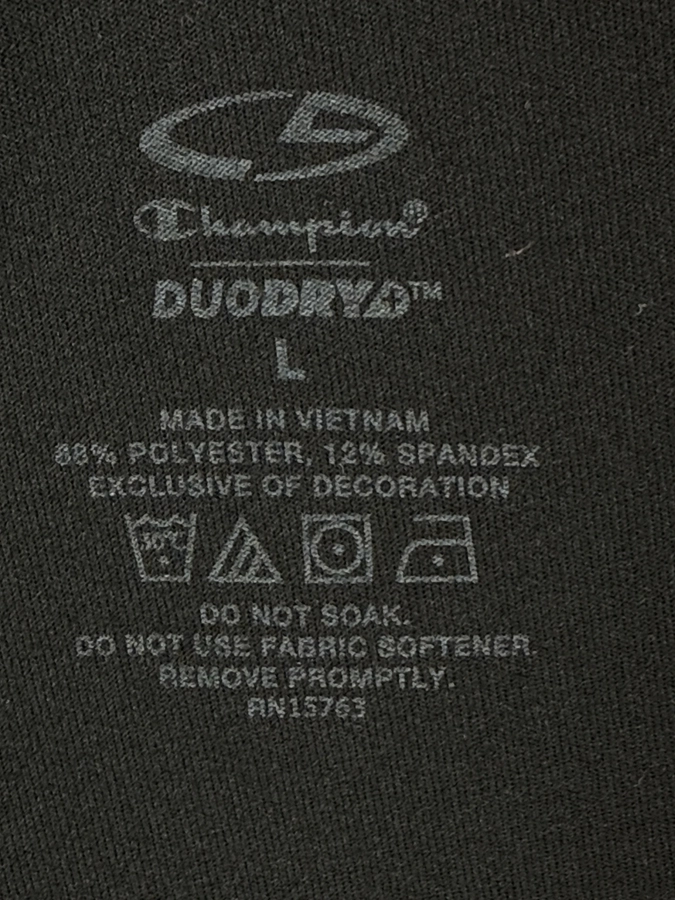 Champion®
DUODRY™
L
MADE IN VIETNAM
88% POLYESTER, 12% SPANDEX
EXCLUSIVE OF DECORATION
30°C
DO NOT SOAK.
DO NOT USE FABRIC SOFTENER.
REMOVE PROMPTLY.
RN15763